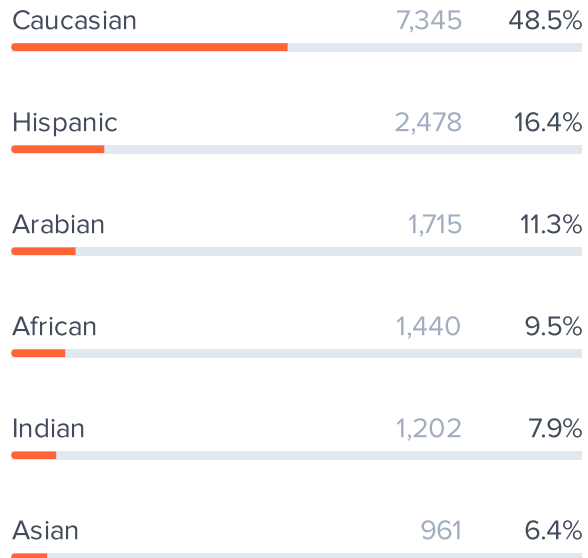 Caucasian 7,345 48.5%
Hispanic 2,478 16.4%
Arabian 1,715 11.3%
African 1,440 9.5%
Indian 1,202 7.9%
Asian 961 6.4%